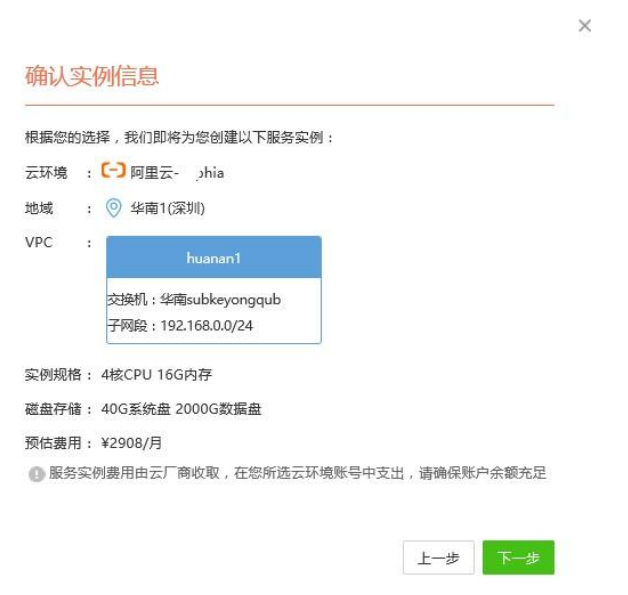 确认实例信息
根据您的选择，我们即将为您创建以下服务实例：
云环境 ： 阿里云- hia
地域 ： 华南1(深圳)
VPC ：
huanan1
交换机：华南subkeyongqub
子网段：192.168.0.0/24
实例规格： 4核CPU 16G内存
磁盘存储： 40G系统盘 2000G数据盘
预估费用： ¥2908/月
服务实例费用由云厂商收取，在您所选云环境账号中支出，请确保账户余额充足
上一步 下一步